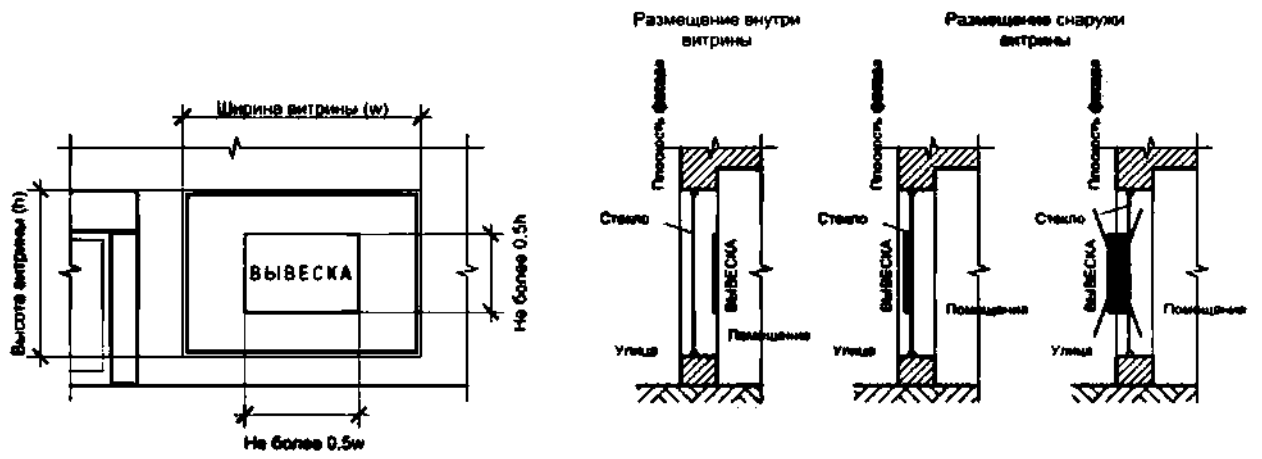 Размещение внутри
витрины
Размещение снаружи
витрины
Ширина витрины (w)
Высота витрины (h)
ВЫВЕСКА
Не более 0.5h
Не более 0,5w
Плоскость фасада
Стекло
ВЫВЕСКА
Помещение
Улица
Плоскость фасада
Стекло
ВЫВЕСКА
Помещение
Улица
Плоскость фасада
Стекло
ВЫВЕСКА
Помещение
Улица